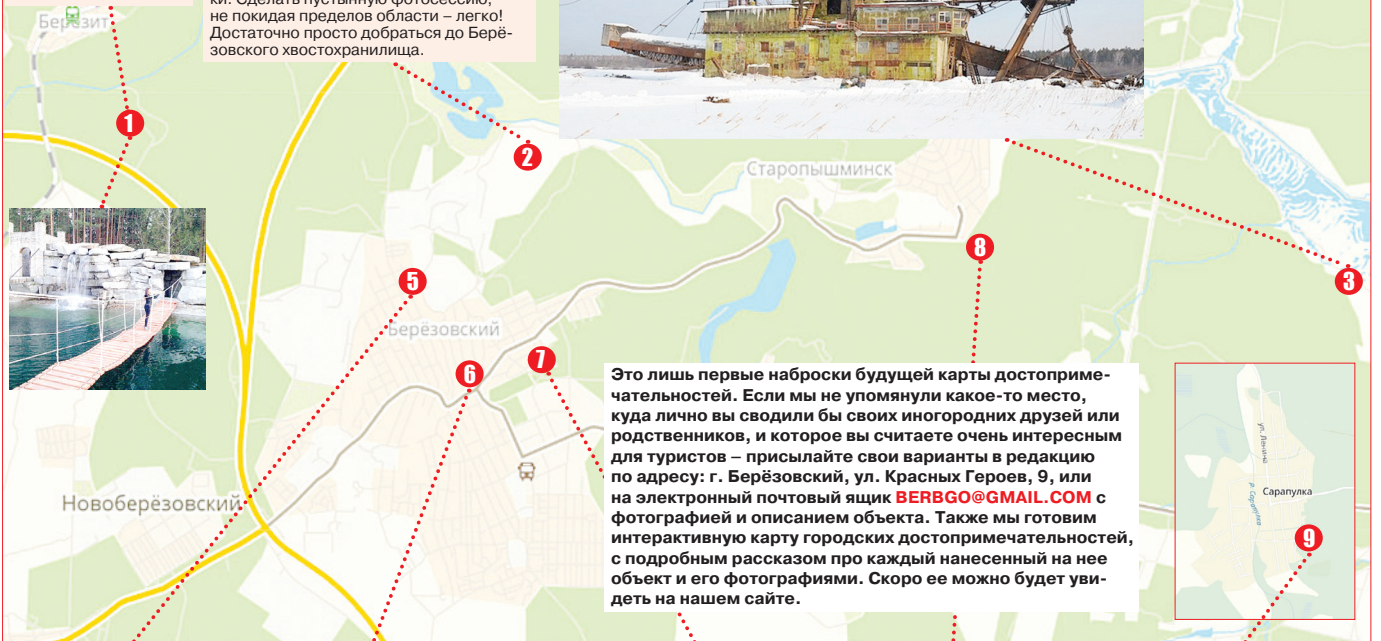 ки. Сделать пустынную фотосессию,
не покидая пределов области – легко!
Достаточно просто добраться до Берё-
зовского хвостохранилища.
Берёзит
1
2
Старопышминск
8
3
5
Берёзовский
6
7
Это лишь первые наброски будущей карты достоприме-
чательностей. Если мы не упомянули какое-то место,
куда лично вы сводили бы своих иногородних друзей или
родственников, и которое вы считаете очень интересным
для туристов – присылайте свои варианты в редакцию
по адресу: г. Берёзовский, ул. Красных Героев, 9, или
на электронный почтовый ящик BERBGO@GMAIL.COM с
фотографией и описанием объекта. Также мы готовим
интерактивную карту городских достопримечательностей,
с подробным рассказом про каждый нанесенный на нее
объект и его фотографиями. Скоро ее можно будет уви-
деть на нашем сайте.
Новоберёзовский
ул. Ленина
р. Сарапулка
Сарапулка
9